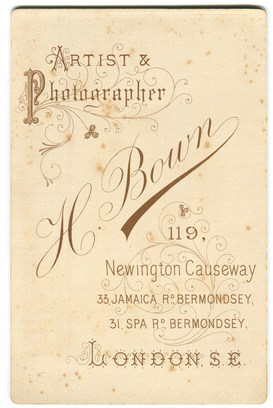 ARTIST &
Photographer
H. Bown
119,
Newington Causeway
33 JAMAICA RD BERMONDSEY,
31, SPA RD, BERMONDSEY.
LONDON, S.E.